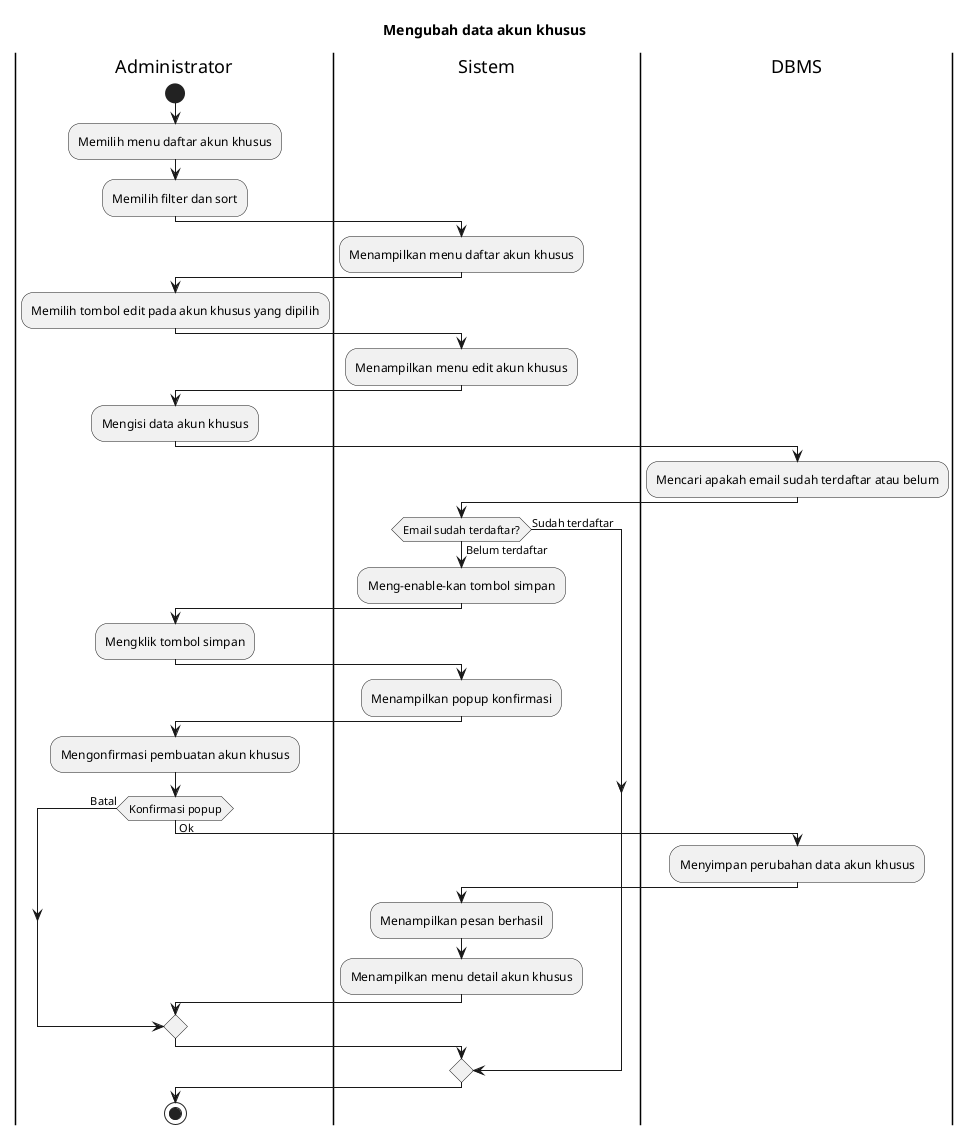 Mengubah data akun khusus
Administrator
Sistem
DBMS
Memilih menu daftar akun khusus
Memilih filter dan sort
Menampilkan menu daftar akun khusus
Memilih tombol edit pada akun khusus yang dipilih
Menampilkan menu edit akun khusus
Mengisi data akun khusus
Mencari apakah email sudah terdaftar atau belum
Email sudah terdaftar?
Sudah terdaftar
Belum terdaftar
Meng-enable-kan tombol simpan
Mengklik tombol simpan
Menampilkan popup konfirmasi
Mengonfirmasi pembuatan akun khusus
Batal
Konfirmasi popup
Ok
Menyimpan perubahan data akun khusus
Menampilkan pesan berhasil
Menampilkan menu detail akun khusus